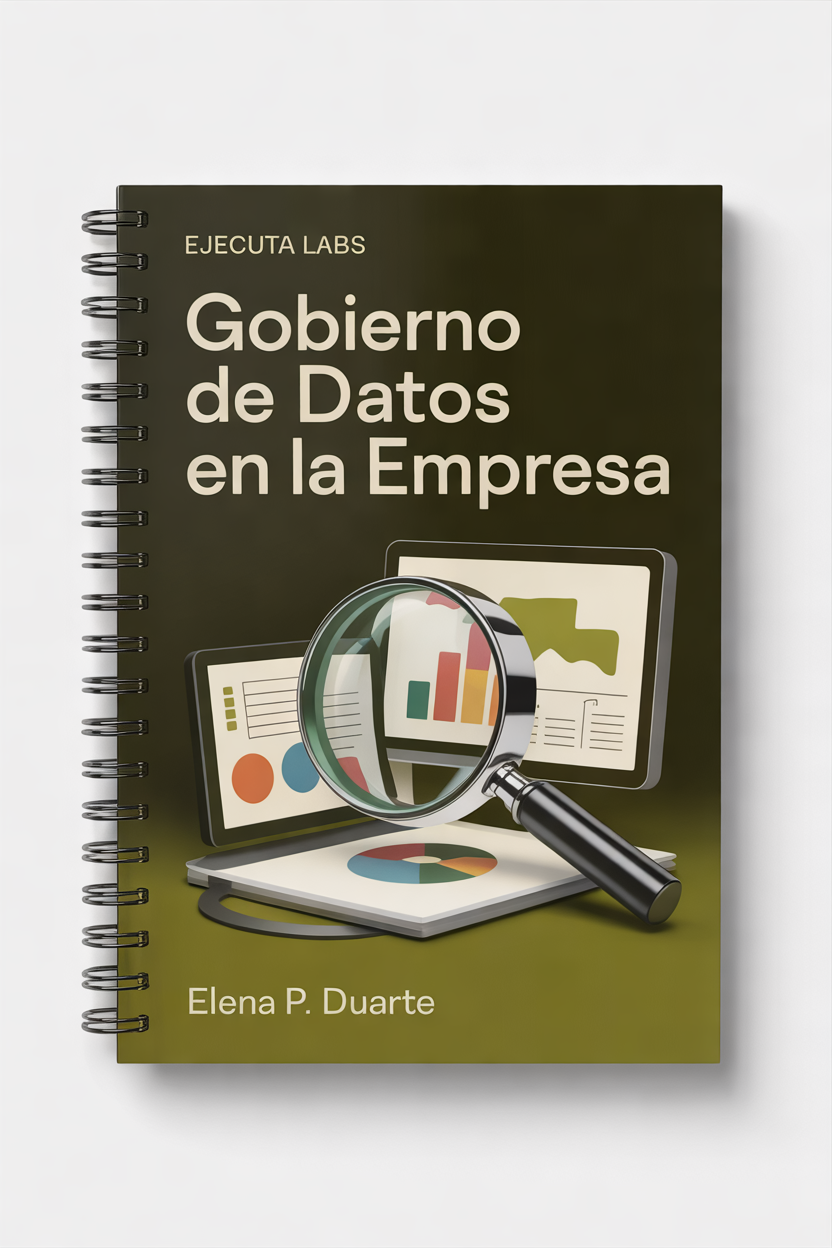 EJECUTA LABS
Gobierno
de Datos
en la Empresa
Elena P. Duarte